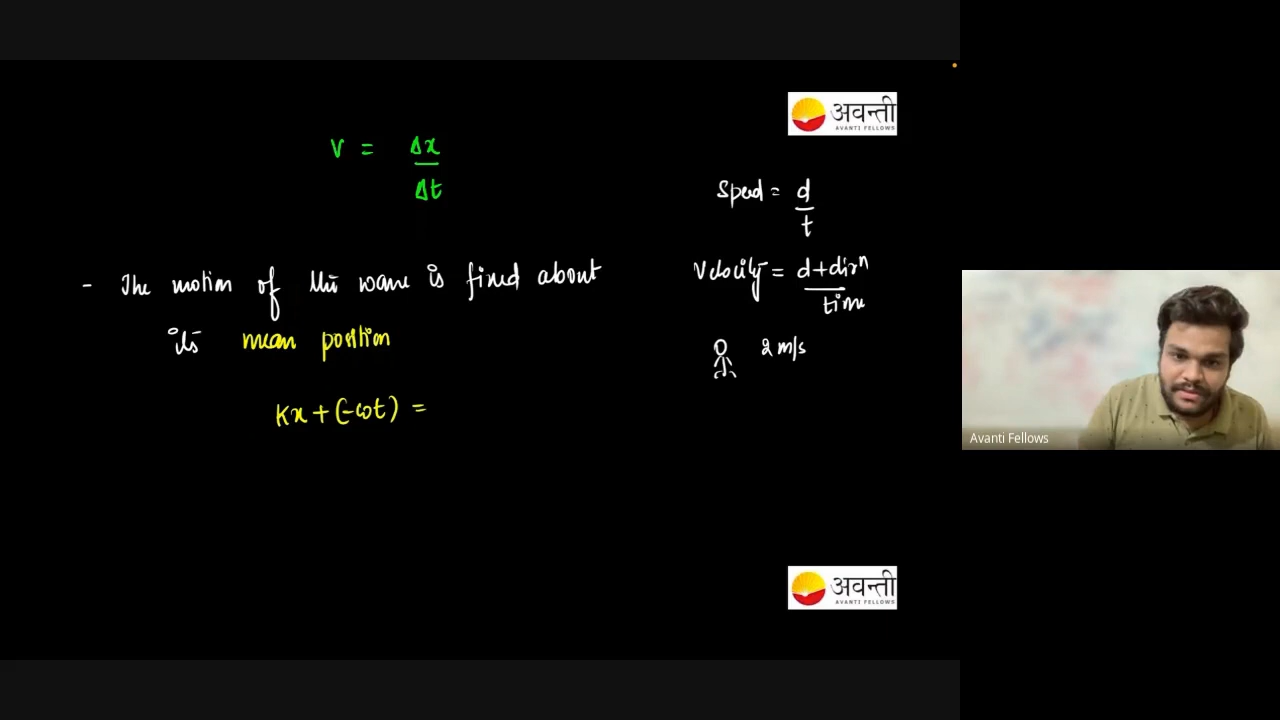 अवन्ती
AVANTI FELLOWS
V = Δx
Δt
Speed = d
t
Velocity = d+dirⁿ
time
- The motion of this wave is fixed about
its mean position
2 m/s
Kx + (-ωt) =
Avanti Fellows
अवन्ती
AVANTI FELLOWS